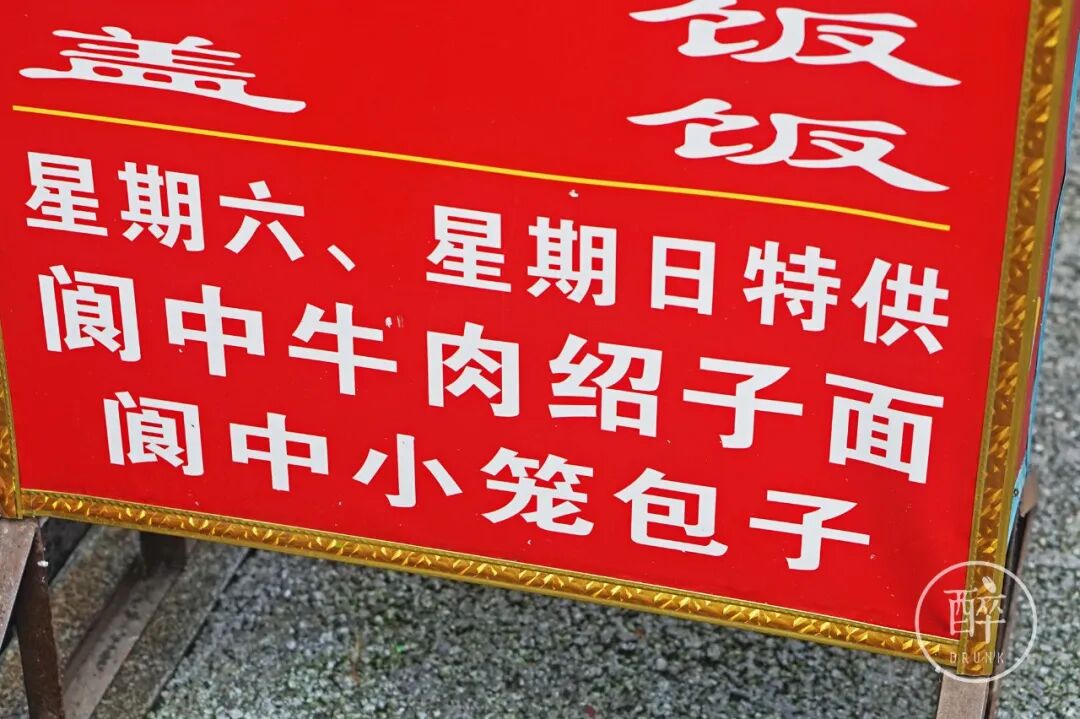 盖 饭
饭
星期六、星期日特供
阆中牛肉绍子面
阆中小笼包子
醉
DRUNK